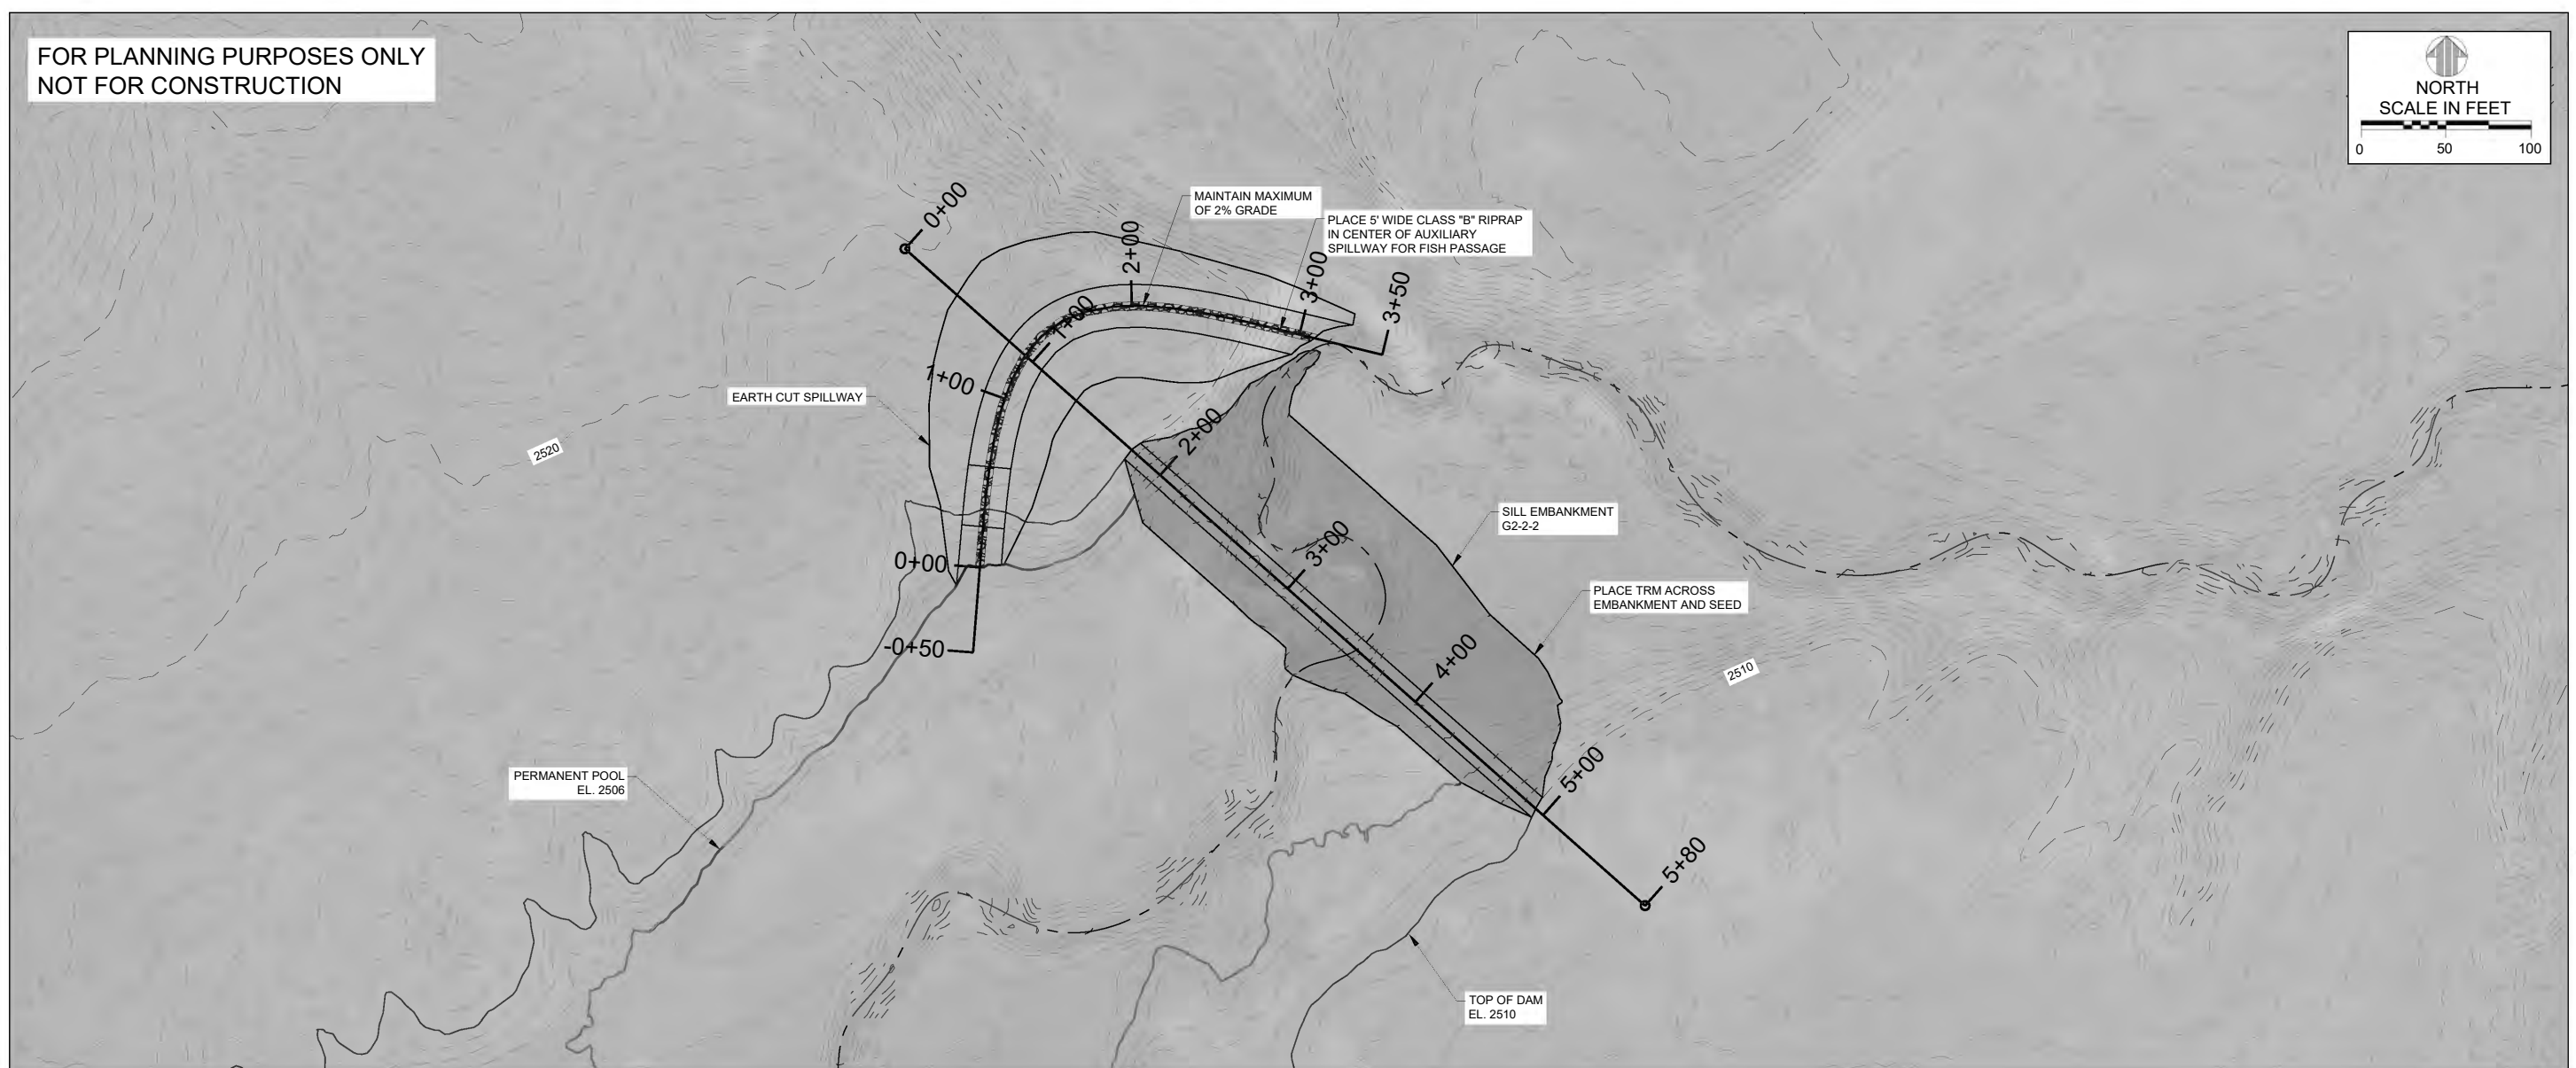 FOR PLANNING PURPOSES ONLY
NOT FOR CONSTRUCTION
NORTH
SCALE IN FEET
0 50 100
0+00
MAINTAIN MAXIMUM
OF 2% GRADE
PLACE 5' WIDE CLASS "B" RIPRAP
IN CENTER OF AUXILIARY
SPILLWAY FOR FISH PASSAGE
2+00
3+00
3+50
1+00
1+00
EARTH CUT SPILLWAY
2+00
2520
SILL EMBANKMENT
G2-2-2
3+00
0+00
PLACE TRM ACROSS
EMBANKMENT AND SEED
-0+50
4+00
2510
PERMANENT POOL
EL. 2506
5+00
5+80
TOP OF DAM
EL. 2510